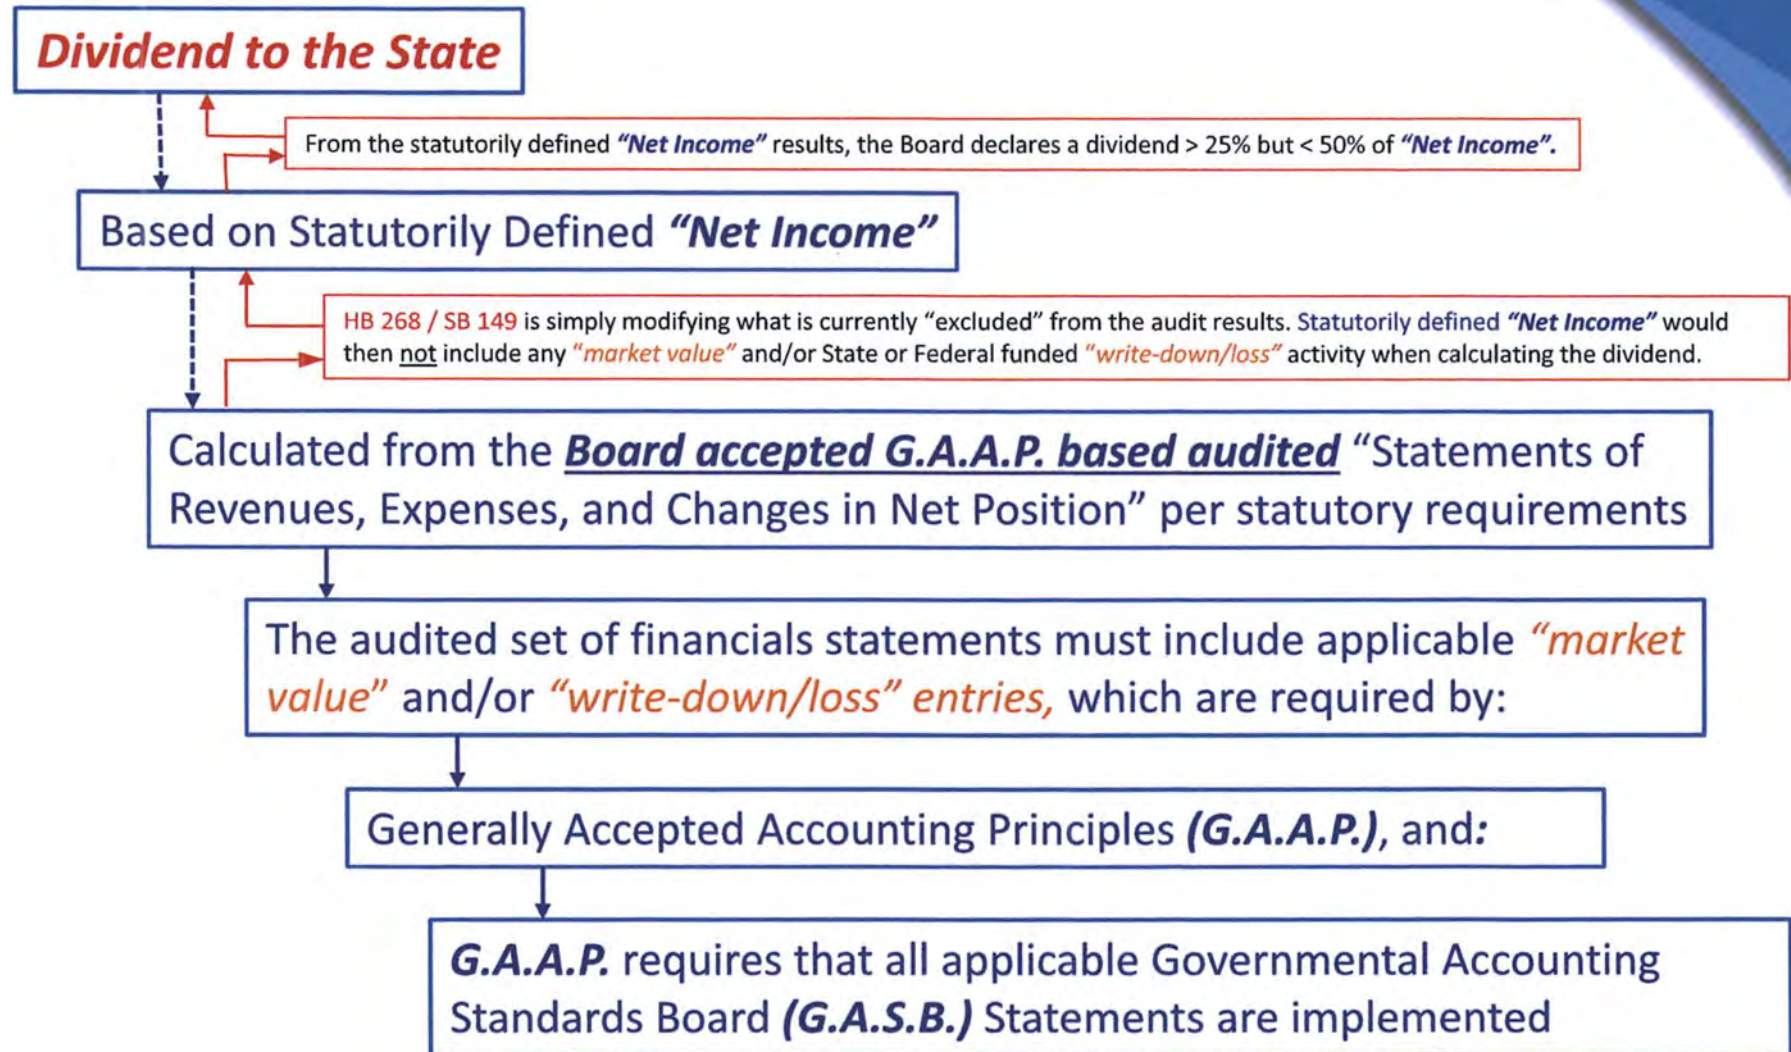 Dividend to the State
From the statutorily defined “Net Income” results, the Board declares a dividend > 25% but < 50% of “Net Income”.
Based on Statutorily Defined “Net Income”
HB 268 / SB 149 is simply modifying what is currently “excluded” from the audit results. Statutorily defined “Net Income” would
then not include any “market value” and/or State or Federal funded “write-down/loss” activity when calculating the dividend.
Calculated from the Board accepted G.A.A.P. based audited “Statements of
Revenues, Expenses, and Changes in Net Position” per statutory requirements
The audited set of financials statements must include applicable “market
value” and/or “write-down/loss” entries, which are required by:
Generally Accepted Accounting Principles (G.A.A.P.), and:
G.A.A.P. requires that all applicable Governmental Accounting
Standards Board (G.A.S.B.) Statements are implemented